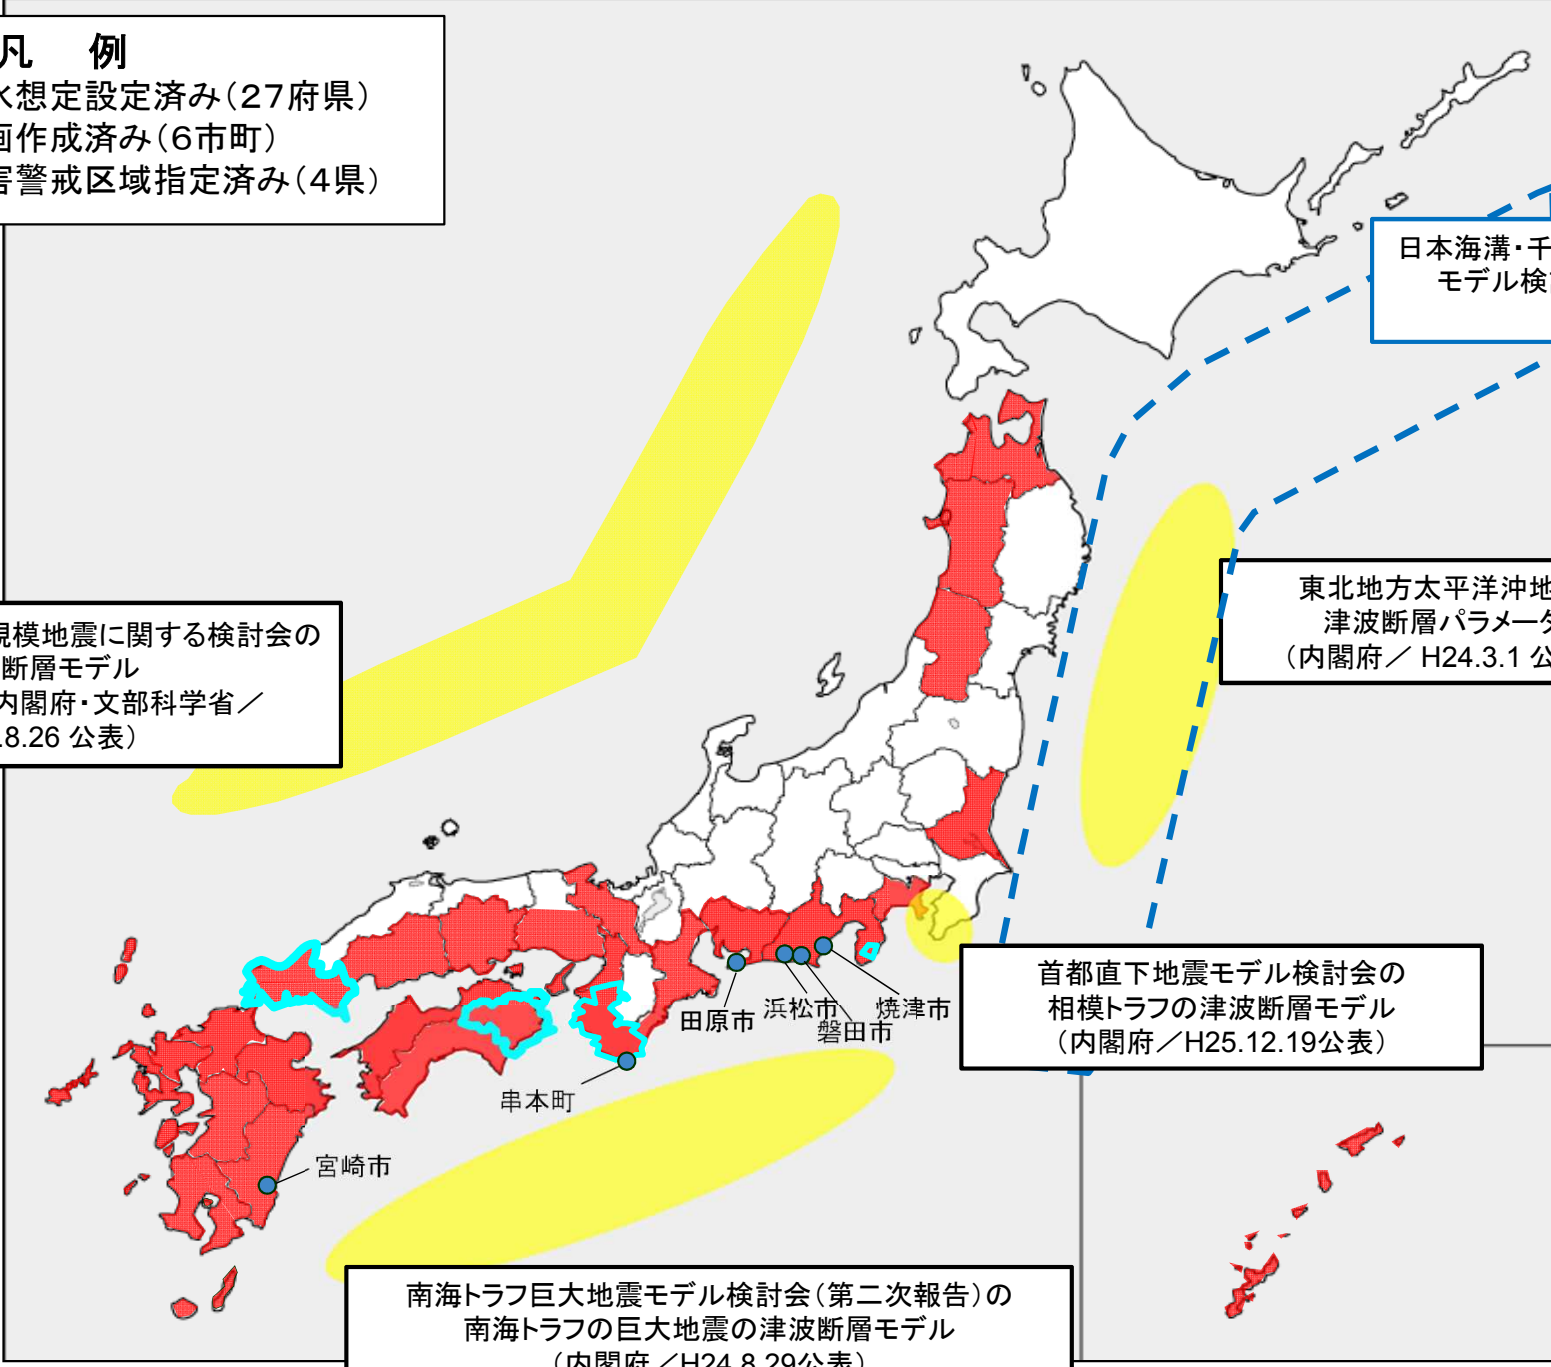 凡　例
水想定設定済み（27府県）
画作成済み（6市町）
害警戒区域指定済み（4県）
日本海溝・千
モデル検
東北地方太平洋沖地
津波断層パラメータ
（内閣府／ H24.3.1 公
規模地震に関する検討会の
断層モデル
内閣府・文部科学省／
.8.26 公表）
田原市
浜松市
磐田市
焼津市
串本町
宮崎市
首都直下地震モデル検討会の
相模トラフの津波断層モデル
（内閣府／H25.12.19公表）
南海トラフ巨大地震モデル検討会（第二次報告）の
南海トラフの巨大地震の津波断層モデル
（内閣府／H24.8.29公表）